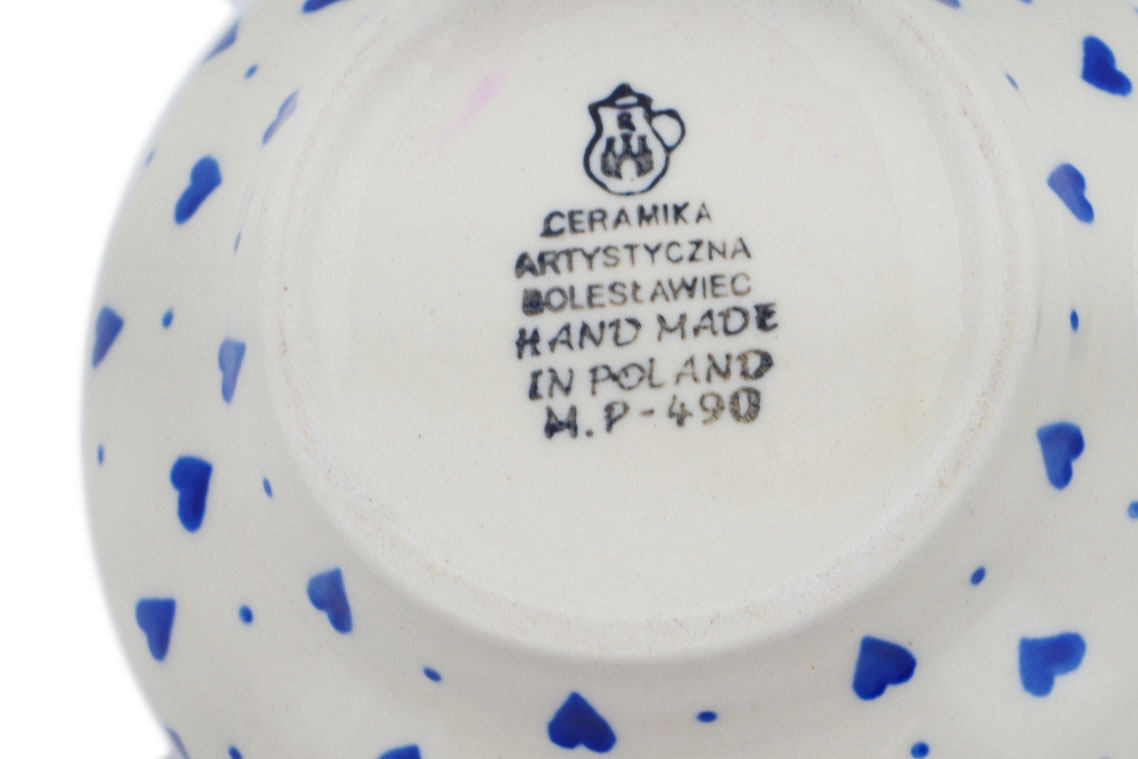 R
CERAMIKA
ARTYSTYCZNA
BOLESŁAWIEC
HAND MADE
IN POLAND
M.P-490